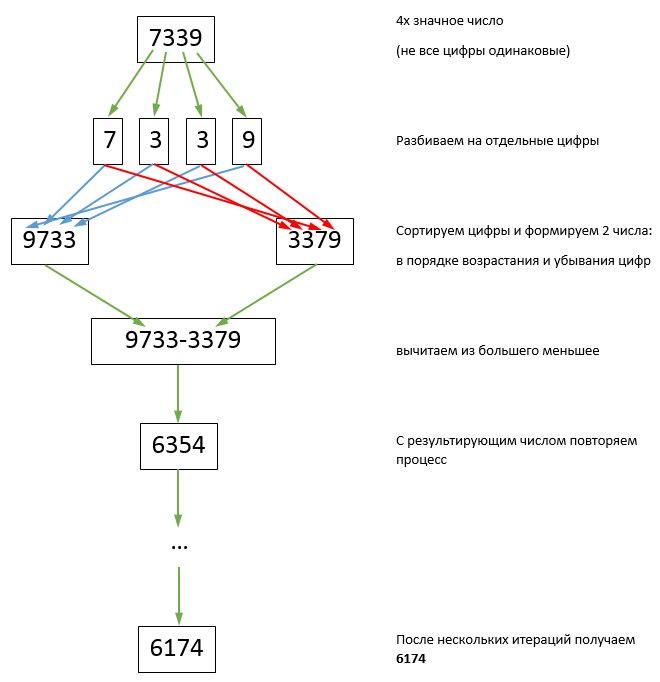 7339
4х значное число
(не все цифры одинаковые)
7 3 3 9
Разбиваем на отдельные цифры
9733
3379
Сортируем цифры и формируем 2 числа:
в порядке возрастания и убывания цифр
9733-3379
вычитаем из большего меньшее
6354
С результирующим числом повторяем
процесс
...
6174
После нескольких итераций получаем
6174